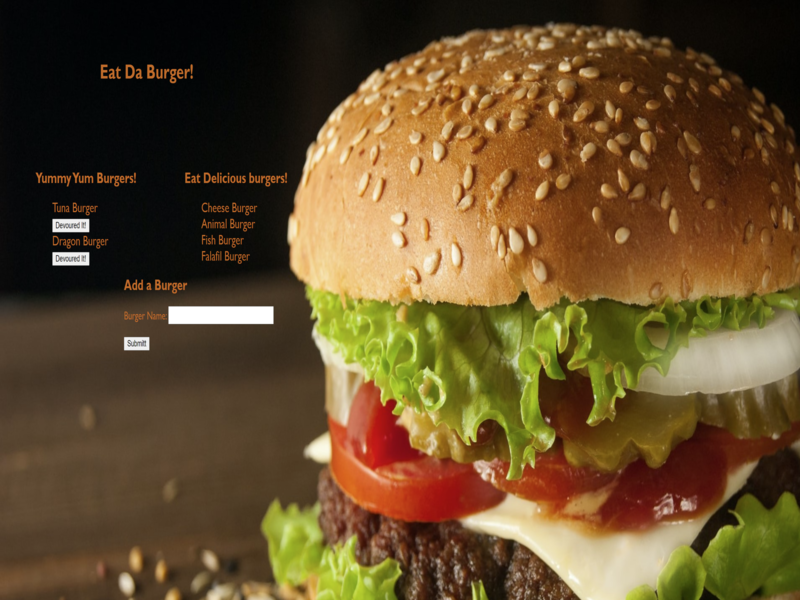 Eat Da Burger!
Yummy Yum Burgers!
Tuna Burger
Devoured it!
Dragon Burger
Devoured it!
Eat Delicious burgers!
Cheese Burger
Animal Burger
Fish Burger
Falafil Burger
Add a Burger
Burger Name:
Submitt